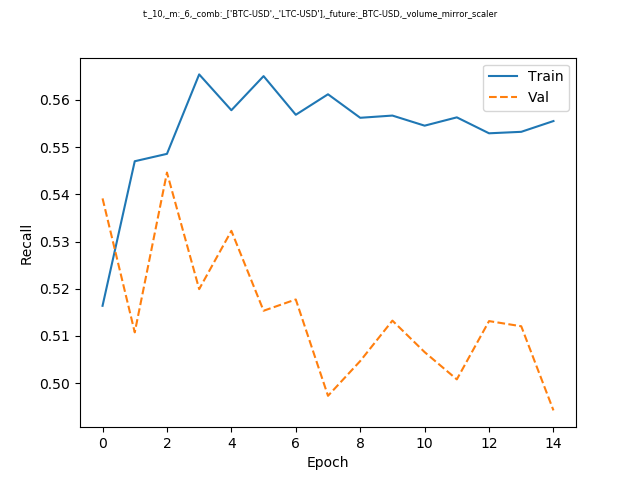 t:_10,_m:_6,_comb:_['BTC-USD',_'LTC-USD'],_future:_BTC-USD,_volume_mirror_scaler
Train
Val
0.56
0.55
0.54
0.53
0.52
0.51
0.50
Recall
0 2 4 6 8 10 12 14
Epoch